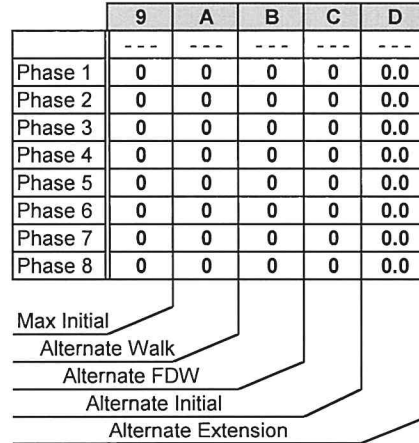 9 A B C D
--- --- --- --- ---
Phase 1 0 0 0 0 0.0
Phase 2 0 0 0 0 0.0
Phase 3 0 0 0 0 0.0
Phase 4 0 0 0 0 0.0
Phase 5 0 0 0 0 0.0
Phase 6 0 0 0 0 0.0
Phase 7 0 0 0 0 0.0
Phase 8 0 0 0 0 0.0
Max Initial
Alternate Walk
Alternate FDW
Alternate Initial
Alternate Extension